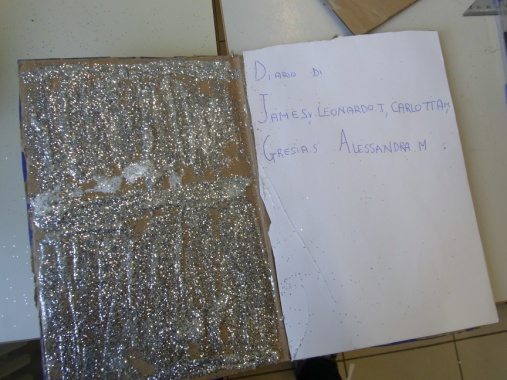 DIARIO DI
JAMES.V, LEONARDO.T, CARLOTTA.M,
GRESIA.S ALESSANDRA.M.